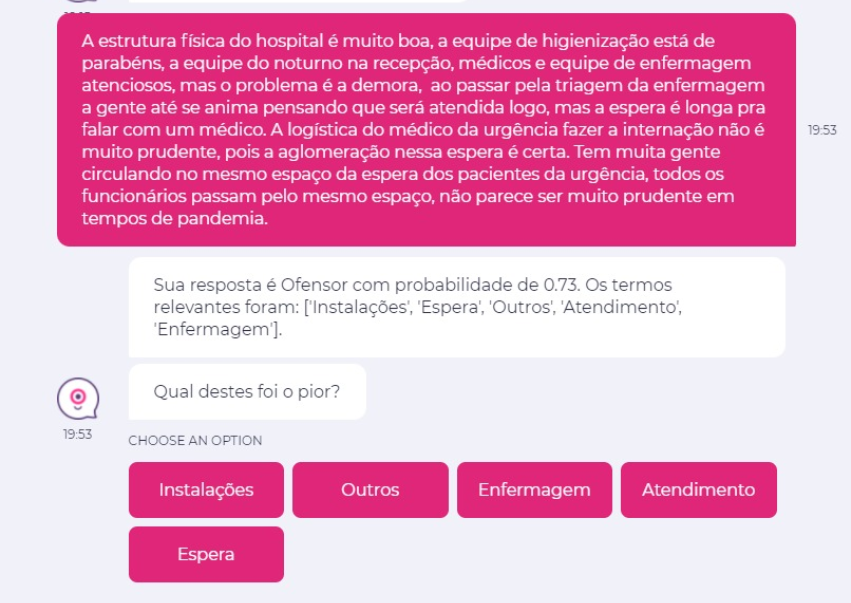 A estrutura física do hospital é muito boa, a equipe de higienização está de
parabéns, a equipe do noturno na recepção, médicos e equipe de enfermagem
atenciosos, mas o problema é a demora,  ao passar pela triagem da enfermagem
a gente até se anima pensando que será atendida logo, mas a espera é longa pra
falar com um médico. A logística do médico da urgência fazer a internação não é
muito prudente, pois a aglomeração nessa espera é certa. Tem muita gente
circulando no mesmo espaço da espera dos pacientes da urgência, todos os
funcionários passam pelo mesmo espaço, não parece ser muito prudente em
tempos de pandemia.
19:53
Sua resposta é Ofensor com probabilidade de 0.73. Os termos
relevantes foram: ['Instalações', 'Espera', 'Outros', 'Atendimento',
'Enfermagem'].
Qual destes foi o pior?
19:53
CHOOSE AN OPTION
Instalações
Outros
Enfermagem
Atendimento
Espera